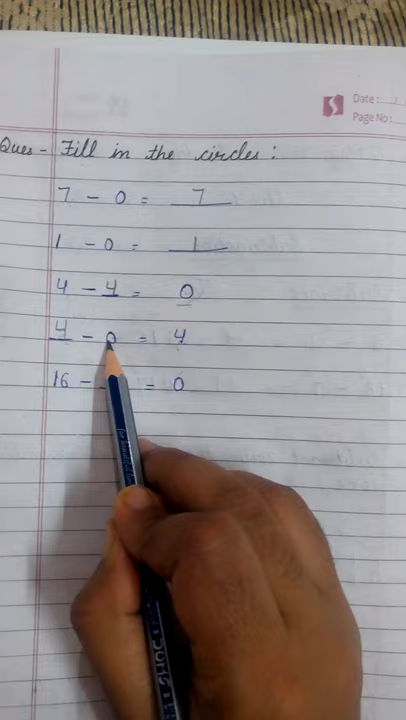 Date:
Page No:
Ques - Fill in the circles:
7 - 0 = 7
1 - 0 = 1
4 - 4 = 0
4 - 0 = 4
16 - = 0